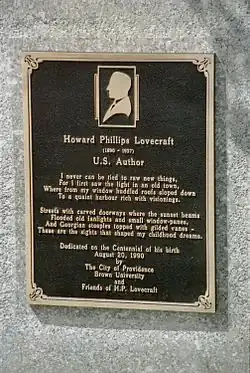 Howard Phillips Lovecraft
(1890 - 1937)
U.S. Author
I never can be tied to raw new things,
For I first saw the light in an old town,
Where from my window huddled roofs sloped down
To a quaint harbour rich with visionings.
Streets with carved doorways where the sunset beams
Flooded old fanlights and small window-panes,
And Georgian steeples topped with gilded vanes -
These are the sights that shaped my childhood dreams.
Dedicated on the Centennial of his birth
August 20, 1990
by
The City of Providence
Brown University
and
Friends of H.P. Lovecraft